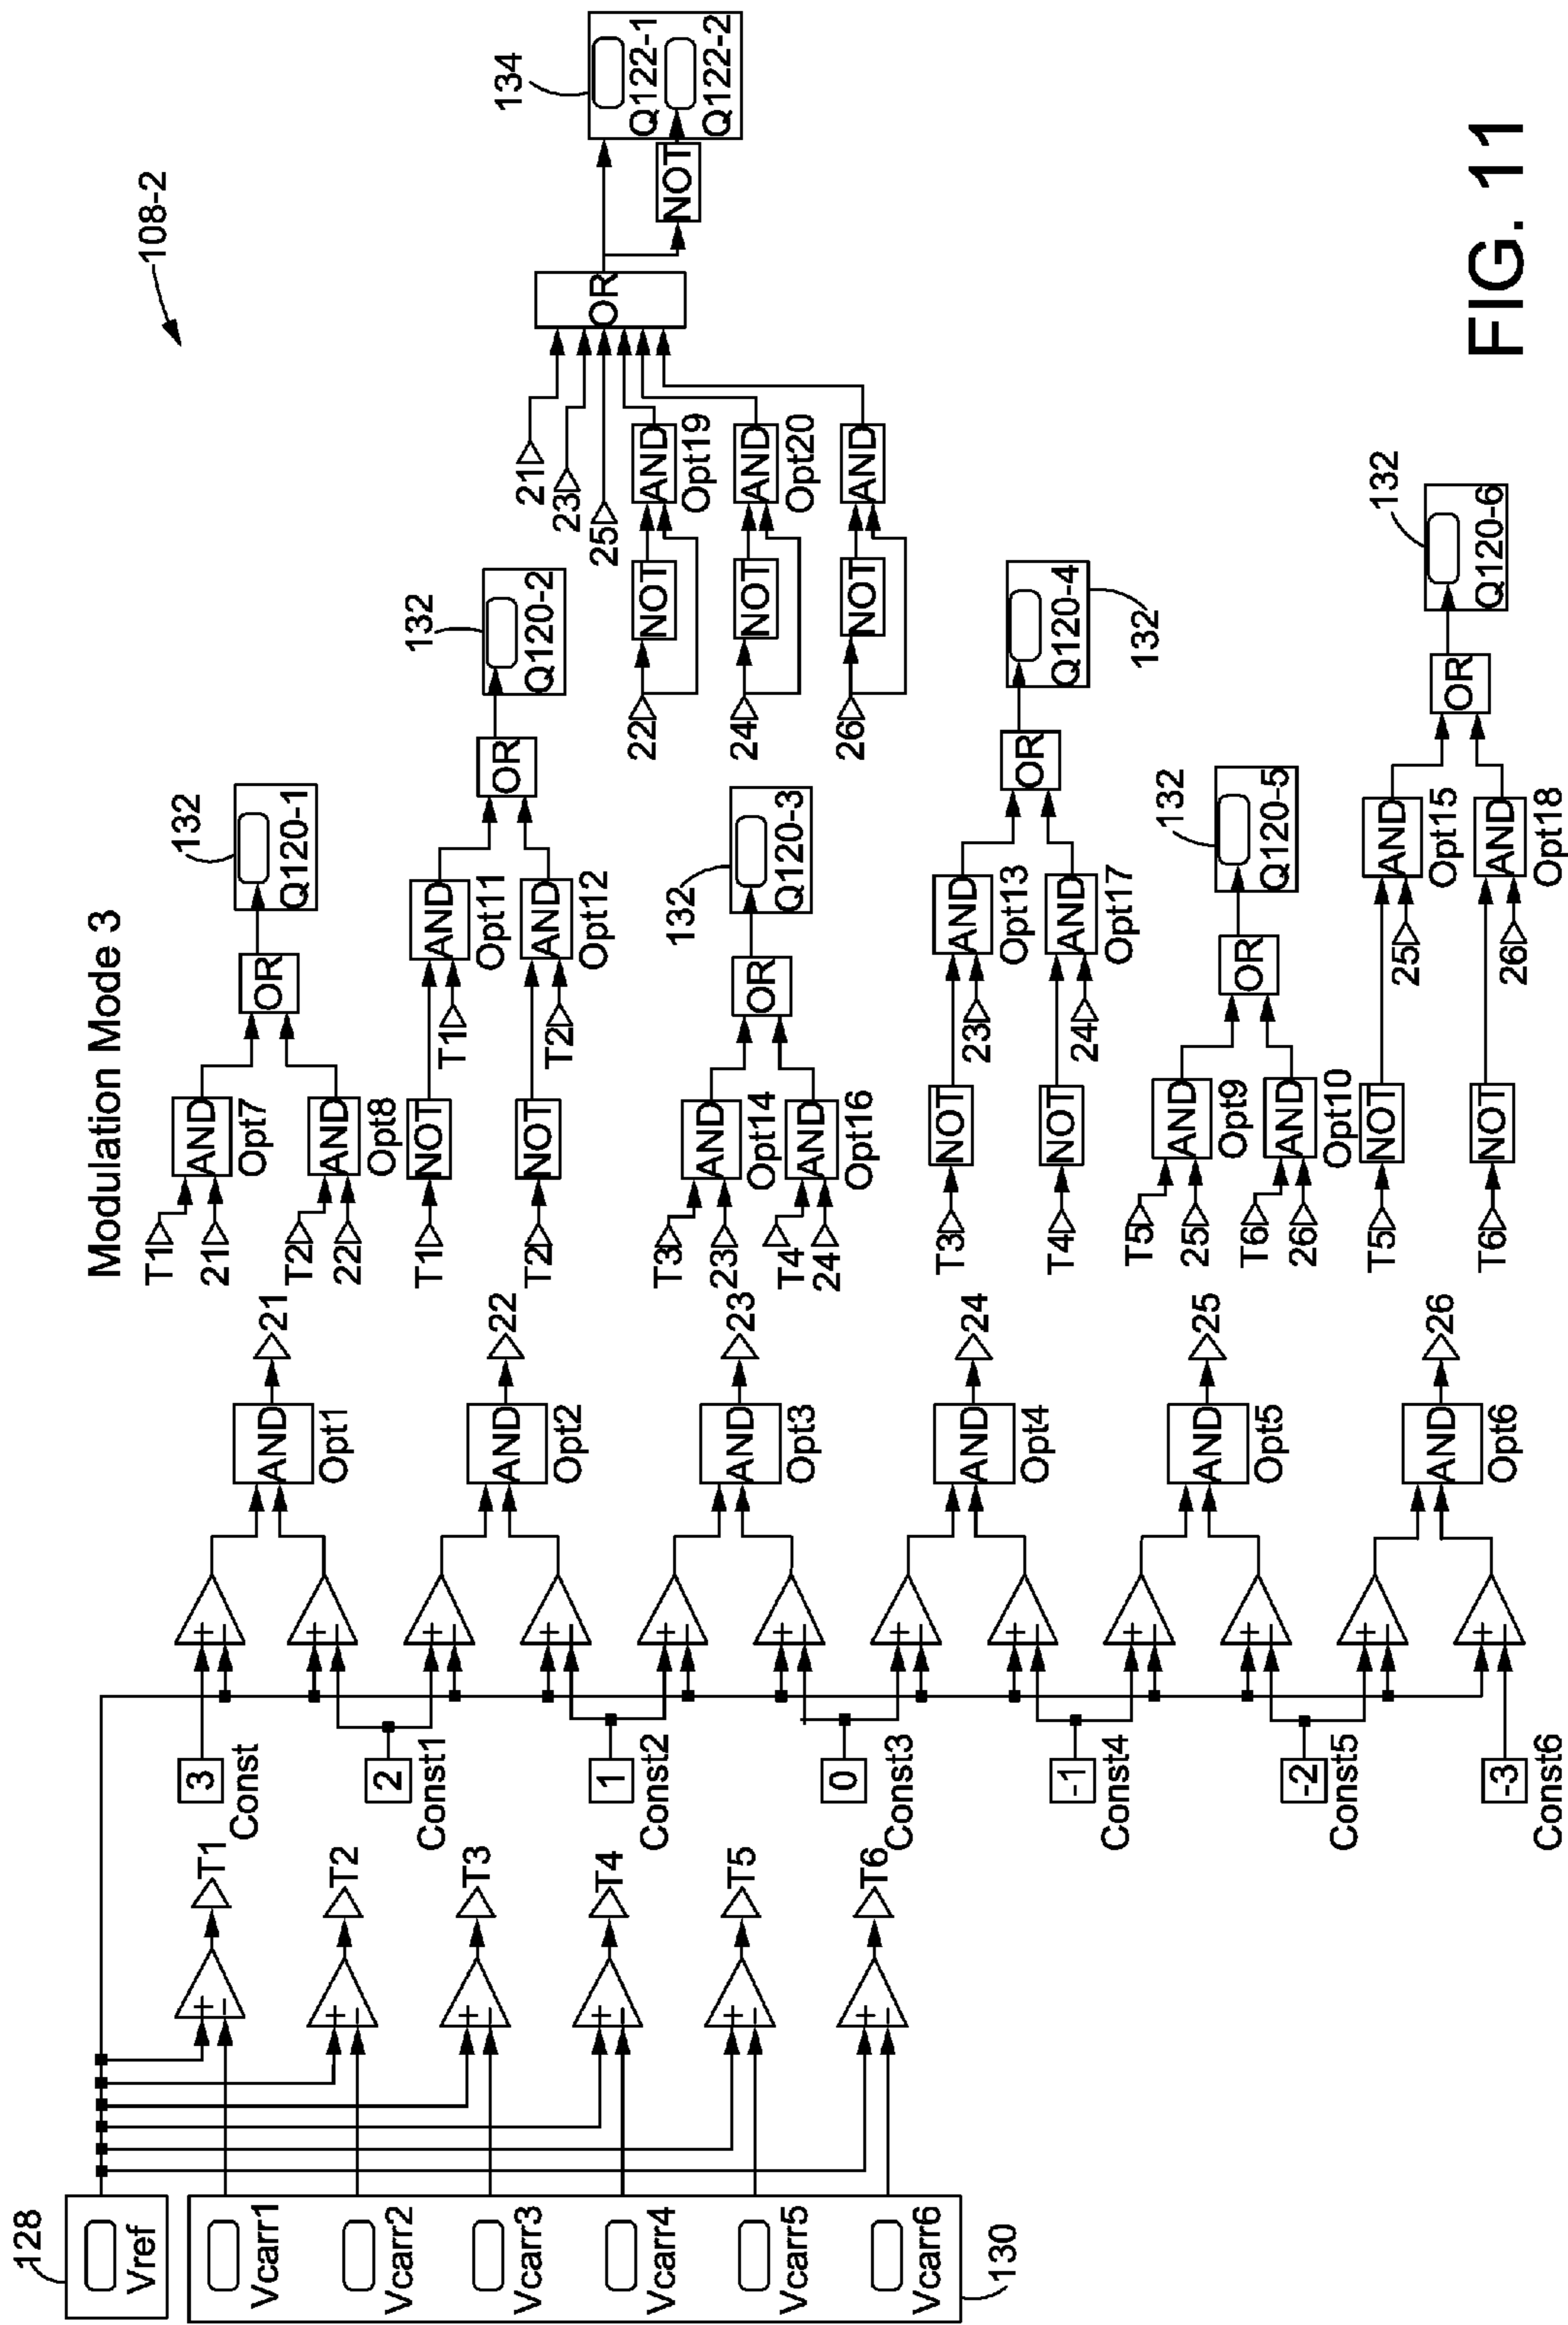 Modulation Mode 3
108-2
128
Vref
Vcarr1
Vcarr2
Vcarr3
Vcarr4
Vcarr5
Vcarr6
130
+
−
T1
+
−
T2
+
−
T3
+
−
T4
+
−
T5
+
−
T6
3
Const
2
Const1
1
Const2
0
Const3
-1
Const4
-2
Const5
-3
Const6
+
−
+
−
AND
Opt1
21
+
−
+
−
AND
Opt2
22
+
−
+
−
AND
Opt3
23
+
−
+
−
AND
Opt4
24
+
−
+
−
AND
Opt5
25
+
−
+
−
AND
Opt6
26
T1
21
AND
Opt7
T2
22
AND
Opt8
OR
Q120-1
132
T1
NOT
T1
AND
Opt11
T2
NOT
T2
AND
Opt12
OR
Q120-2
132
T3
23
AND
Opt14
T4
24
AND
Opt16
OR
Q120-3
132
T3
NOT
23
AND
Opt13
T4
NOT
24
AND
Opt17
OR
Q120-4
132
T5
25
AND
Opt9
T6
26
AND
Opt10
OR
Q120-5
132
T5
NOT
25
AND
Opt15
T6
NOT
26
AND
Opt18
OR
Q120-6
132
21
23
25
22
NOT
AND
Opt19
24
NOT
AND
Opt20
26
NOT
AND
OR
NOT
Q122-1
Q122-2
134
FIG. 11